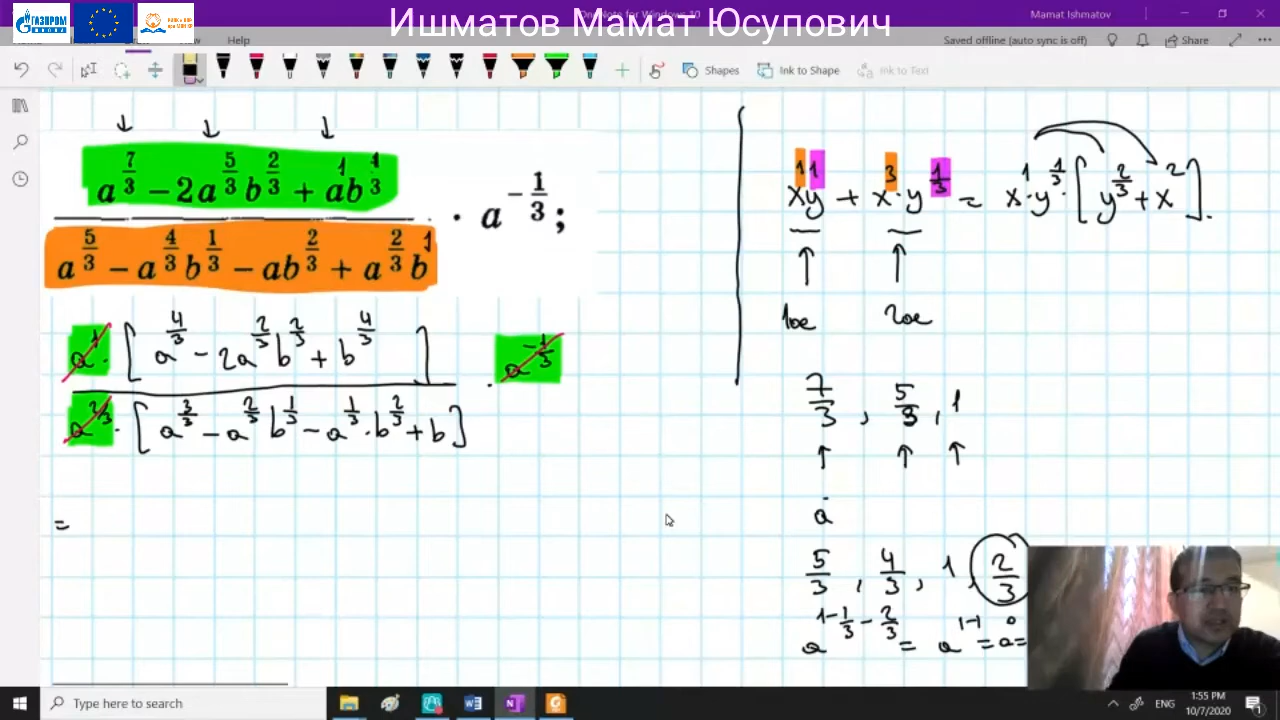 Ишматов Мамат Юсупович
ГАЗПРОМ
Mamat Ishmatov
Help
Saved offline (auto sync is off)
Share
Shapes
Ink to Shape
Ink to Text
a^{7/3} − 2a^{5/3}b^{2/3} + a^{1}b^{4/3}
a^{5/3} − a^{4/3}b^{1/3} − ab^{2/3} + a^{2/3}b^{1}
· a^{-1/3};
a^{1} · [a^{4/3} − 2a^{2/3}b^{2/3} + b^{4/3}]
a^{2/3} · [a^{3/3} − a^{2/3}b^{1/3} − a^{1/3} · b^{2/3} + b]
· a^{-1/3}
=
x^{1}y^{1} + x^{3} · y^{1/3} = x^{1} · y^{1/3} · [y^{2/3} + x^{2}].
1ое 2ое
7/3, 5/3, 1
a
5/3, 4/3, 1, 2/3
a^{1-1/3-2/3} = a^{1-1} = a^{0} =
Type here to search
ENG
1:55 PM
10/7/2020